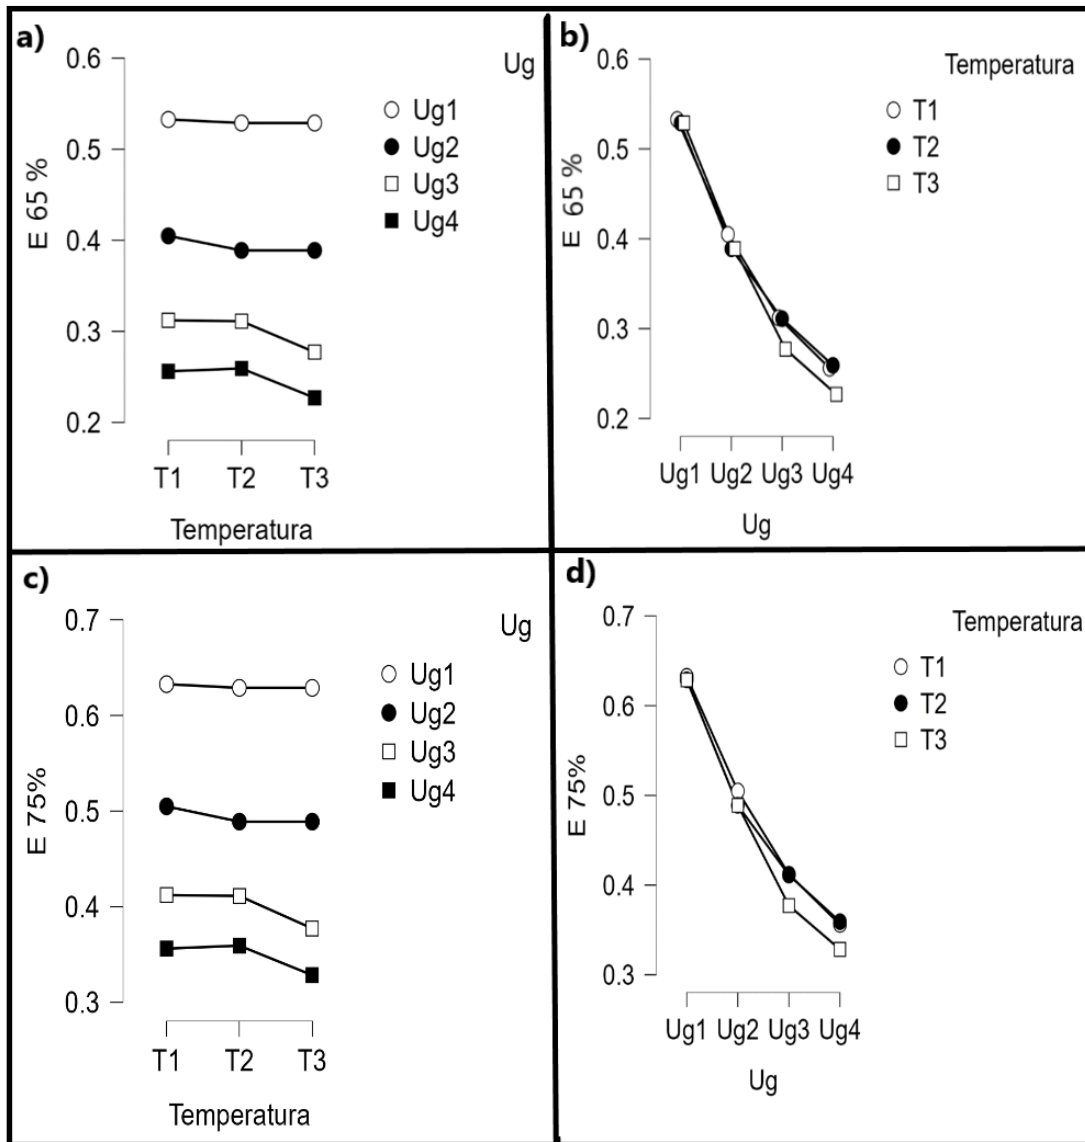 a)
Ug
0.6
0.5
0.4
0.3
0.2
E 65 %
Ug1
Ug2
Ug3
Ug4
T1 T2 T3
Temperatura
b)
Temperatura
0.6
0.5
0.4
0.3
0.2
E 65 %
T1
T2
T3
Ug1 Ug2 Ug3 Ug4
Ug
c)
Ug
0.7
0.6
0.5
0.4
0.3
E 75%
Ug1
Ug2
Ug3
Ug4
T1 T2 T3
Temperatura
d)
Temperatura
0.7
0.6
0.5
0.4
0.3
E 75%
T1
T2
T3
Ug1 Ug2 Ug3 Ug4
Ug